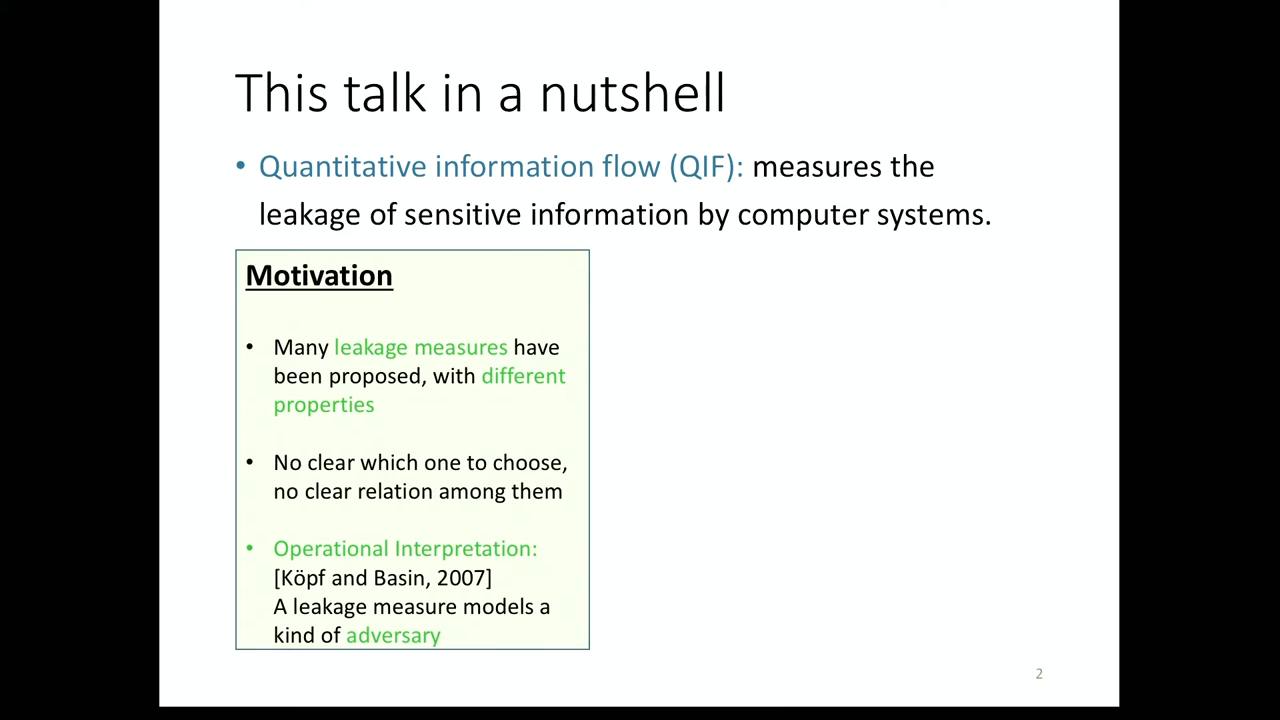 This talk in a nutshell
• Quantitative information flow (QIF): measures the
leakage of sensitive information by computer systems.
Motivation
• Many leakage measures have
been proposed, with different
properties
• No clear which one to choose,
no clear relation among them
• Operational Interpretation:
[Köpf and Basin, 2007]
A leakage measure models a
kind of adversary
2